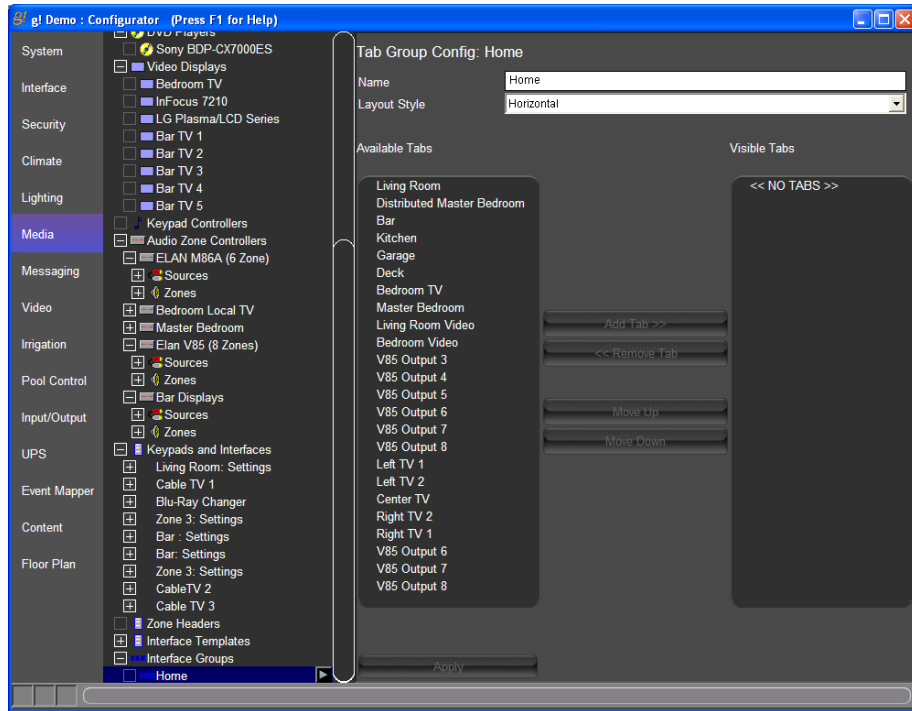 g! g! Demo : Configurator (Press F1 for Help)
System
Interface
Security
Climate
Lighting
Media
Messaging
Video
Irrigation
Pool Control
Input/Output
UPS
Event Mapper
Content
Floor Plan
DVD Players
Sony BDP-CX7000ES
Video Displays
Bedroom TV
InFocus 7210
LG Plasma/LCD Series
Bar TV 1
Bar TV 2
Bar TV 3
Bar TV 4
Bar TV 5
Keypad Controllers
Audio Zone Controllers
ELAN M86A (6 Zone)
Sources
Zones
Bedroom Local TV
Master Bedroom
Elan V85 (8 Zones)
Sources
Zones
Bar Displays
Sources
Zones
Keypads and Interfaces
Living Room: Settings
Cable TV 1
Blu-Ray Changer
Zone 3: Settings
Bar : Settings
Bar: Settings
Zone 3: Settings
CableTV 2
Cable TV 3
Zone Headers
Interface Templates
Interface Groups
Home
Tab Group Config: Home
Name Home
Layout Style Horizontal
Available Tabs
Living Room
Distributed Master Bedroom
Bar
Kitchen
Garage
Deck
Bedroom TV
Master Bedroom
Living Room Video
Bedroom Video
V85 Output 3
V85 Output 4
V85 Output 5
V85 Output 6
V85 Output 7
V85 Output 8
Left TV 1
Left TV 2
Center TV
Right TV 2
Right TV 1
V85 Output 6
V85 Output 7
V85 Output 8
Add Tab >>
<< Remove Tab
Move Up
Move Down
Visible Tabs
<< NO TABS >>
Apply